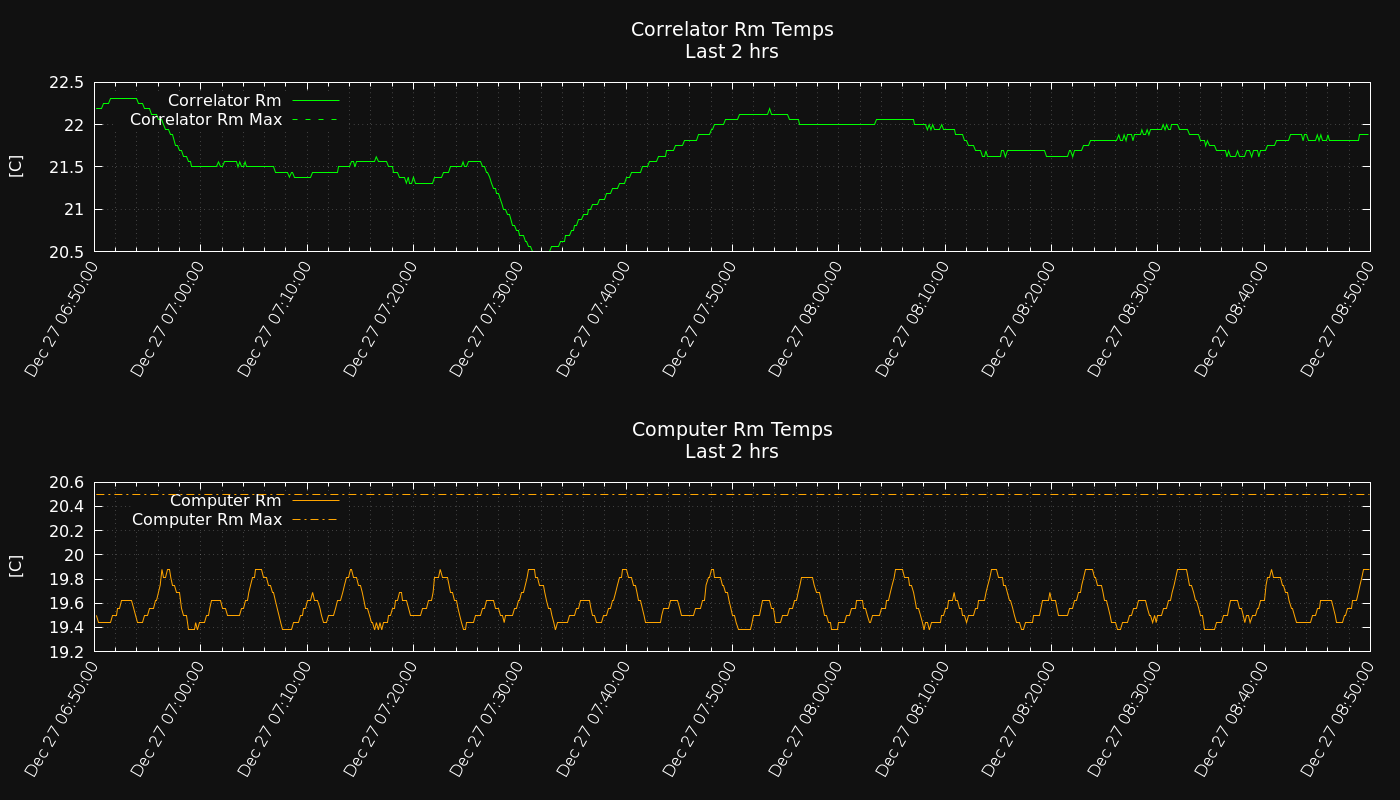 Correlator Rm Temps
Last 2 hrs
22.5
22
21.5
21
20.5
[C]
Correlator Rm
Correlator Rm Max
Dec 27 06:50:00
Dec 27 07:00:00
Dec 27 07:10:00
Dec 27 07:20:00
Dec 27 07:30:00
Dec 27 07:40:00
Dec 27 07:50:00
Dec 27 08:00:00
Dec 27 08:10:00
Dec 27 08:20:00
Dec 27 08:30:00
Dec 27 08:40:00
Dec 27 08:50:00
Computer Rm Temps
Last 2 hrs
20.6
20.4
20.2
20
19.8
19.6
19.4
19.2
[C]
Computer Rm
Computer Rm Max
Dec 27 06:50:00
Dec 27 07:00:00
Dec 27 07:10:00
Dec 27 07:20:00
Dec 27 07:30:00
Dec 27 07:40:00
Dec 27 07:50:00
Dec 27 08:00:00
Dec 27 08:10:00
Dec 27 08:20:00
Dec 27 08:30:00
Dec 27 08:40:00
Dec 27 08:50:00